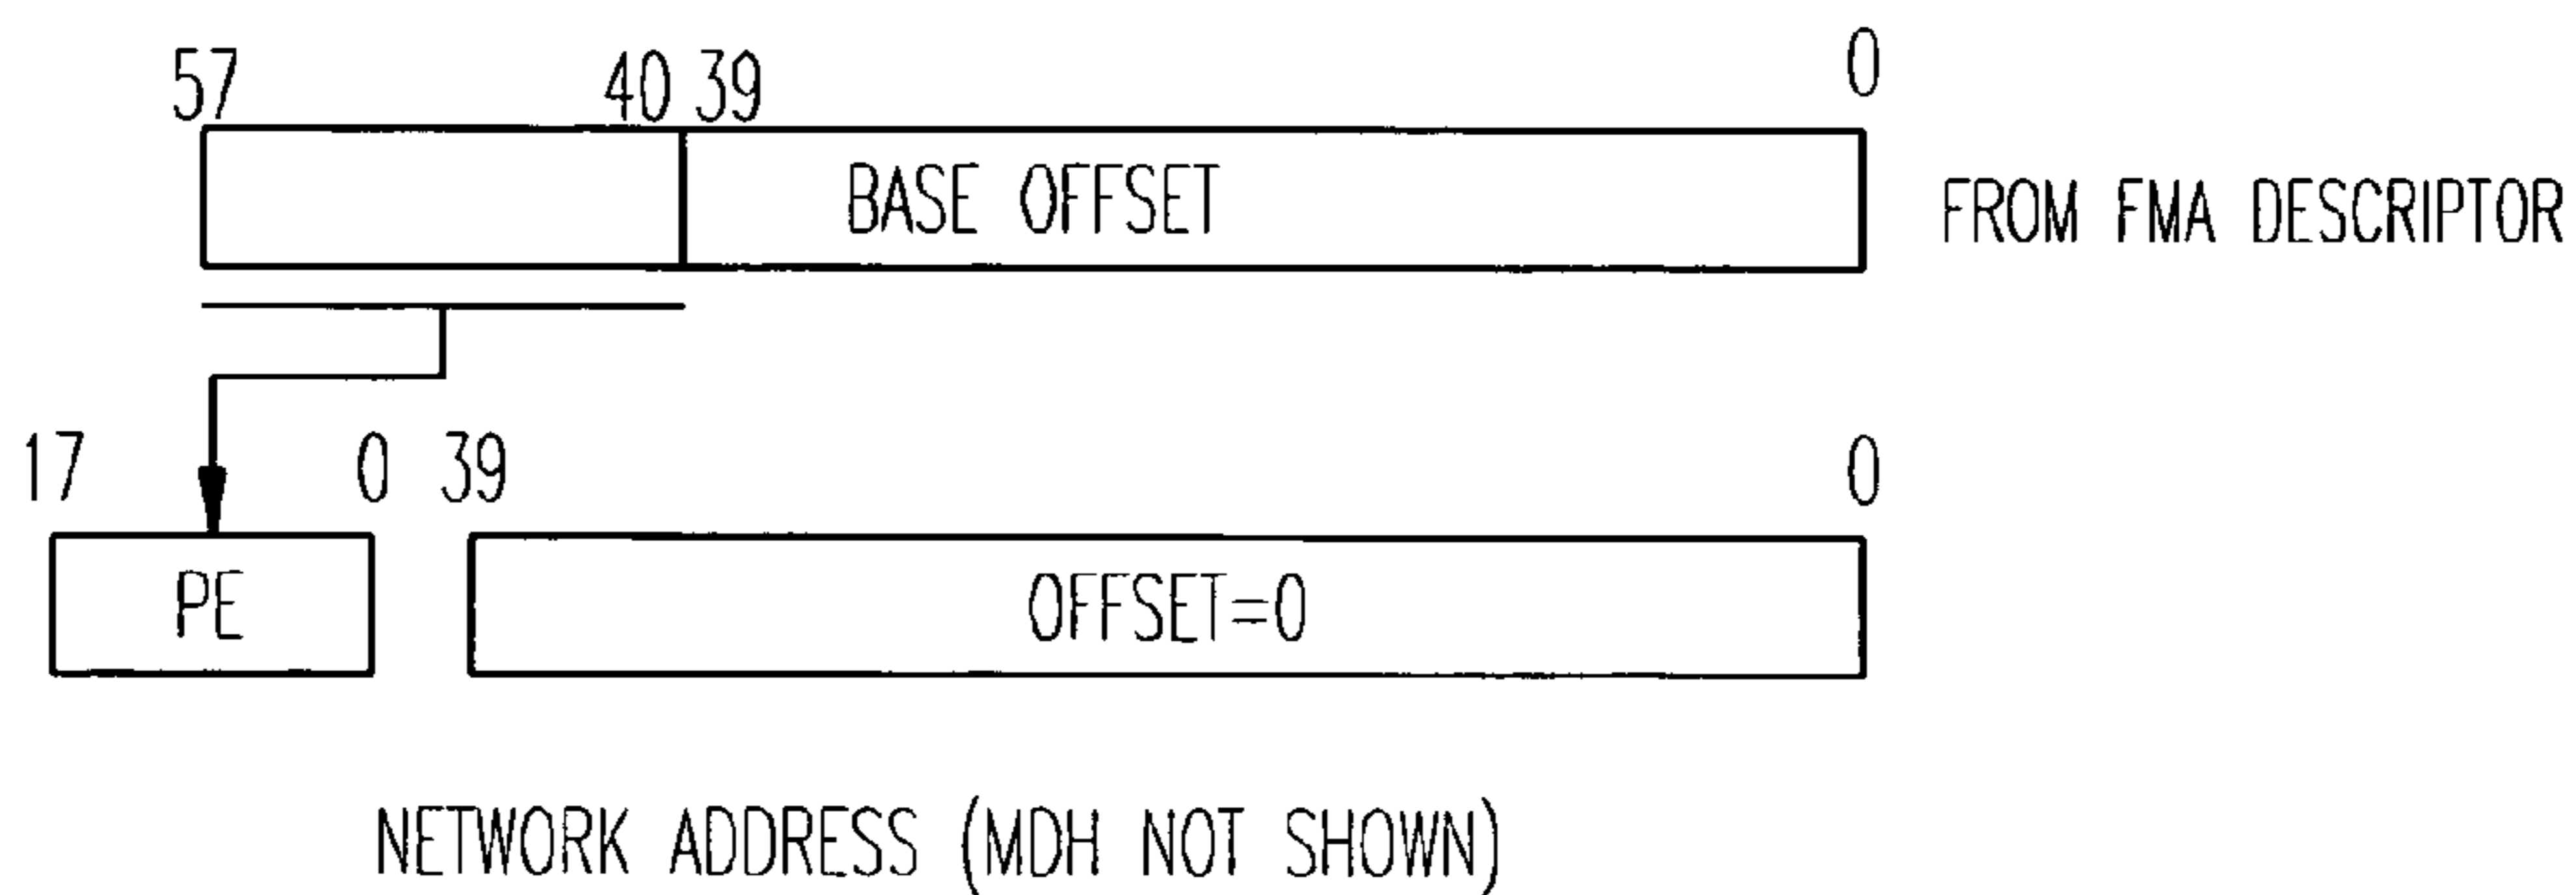 57 40 39 0
BASE OFFSET
FROM FMA DESCRIPTOR
17 0 39 0
PE
OFFSET=0
NETWORK ADDRESS (MDH NOT SHOWN)